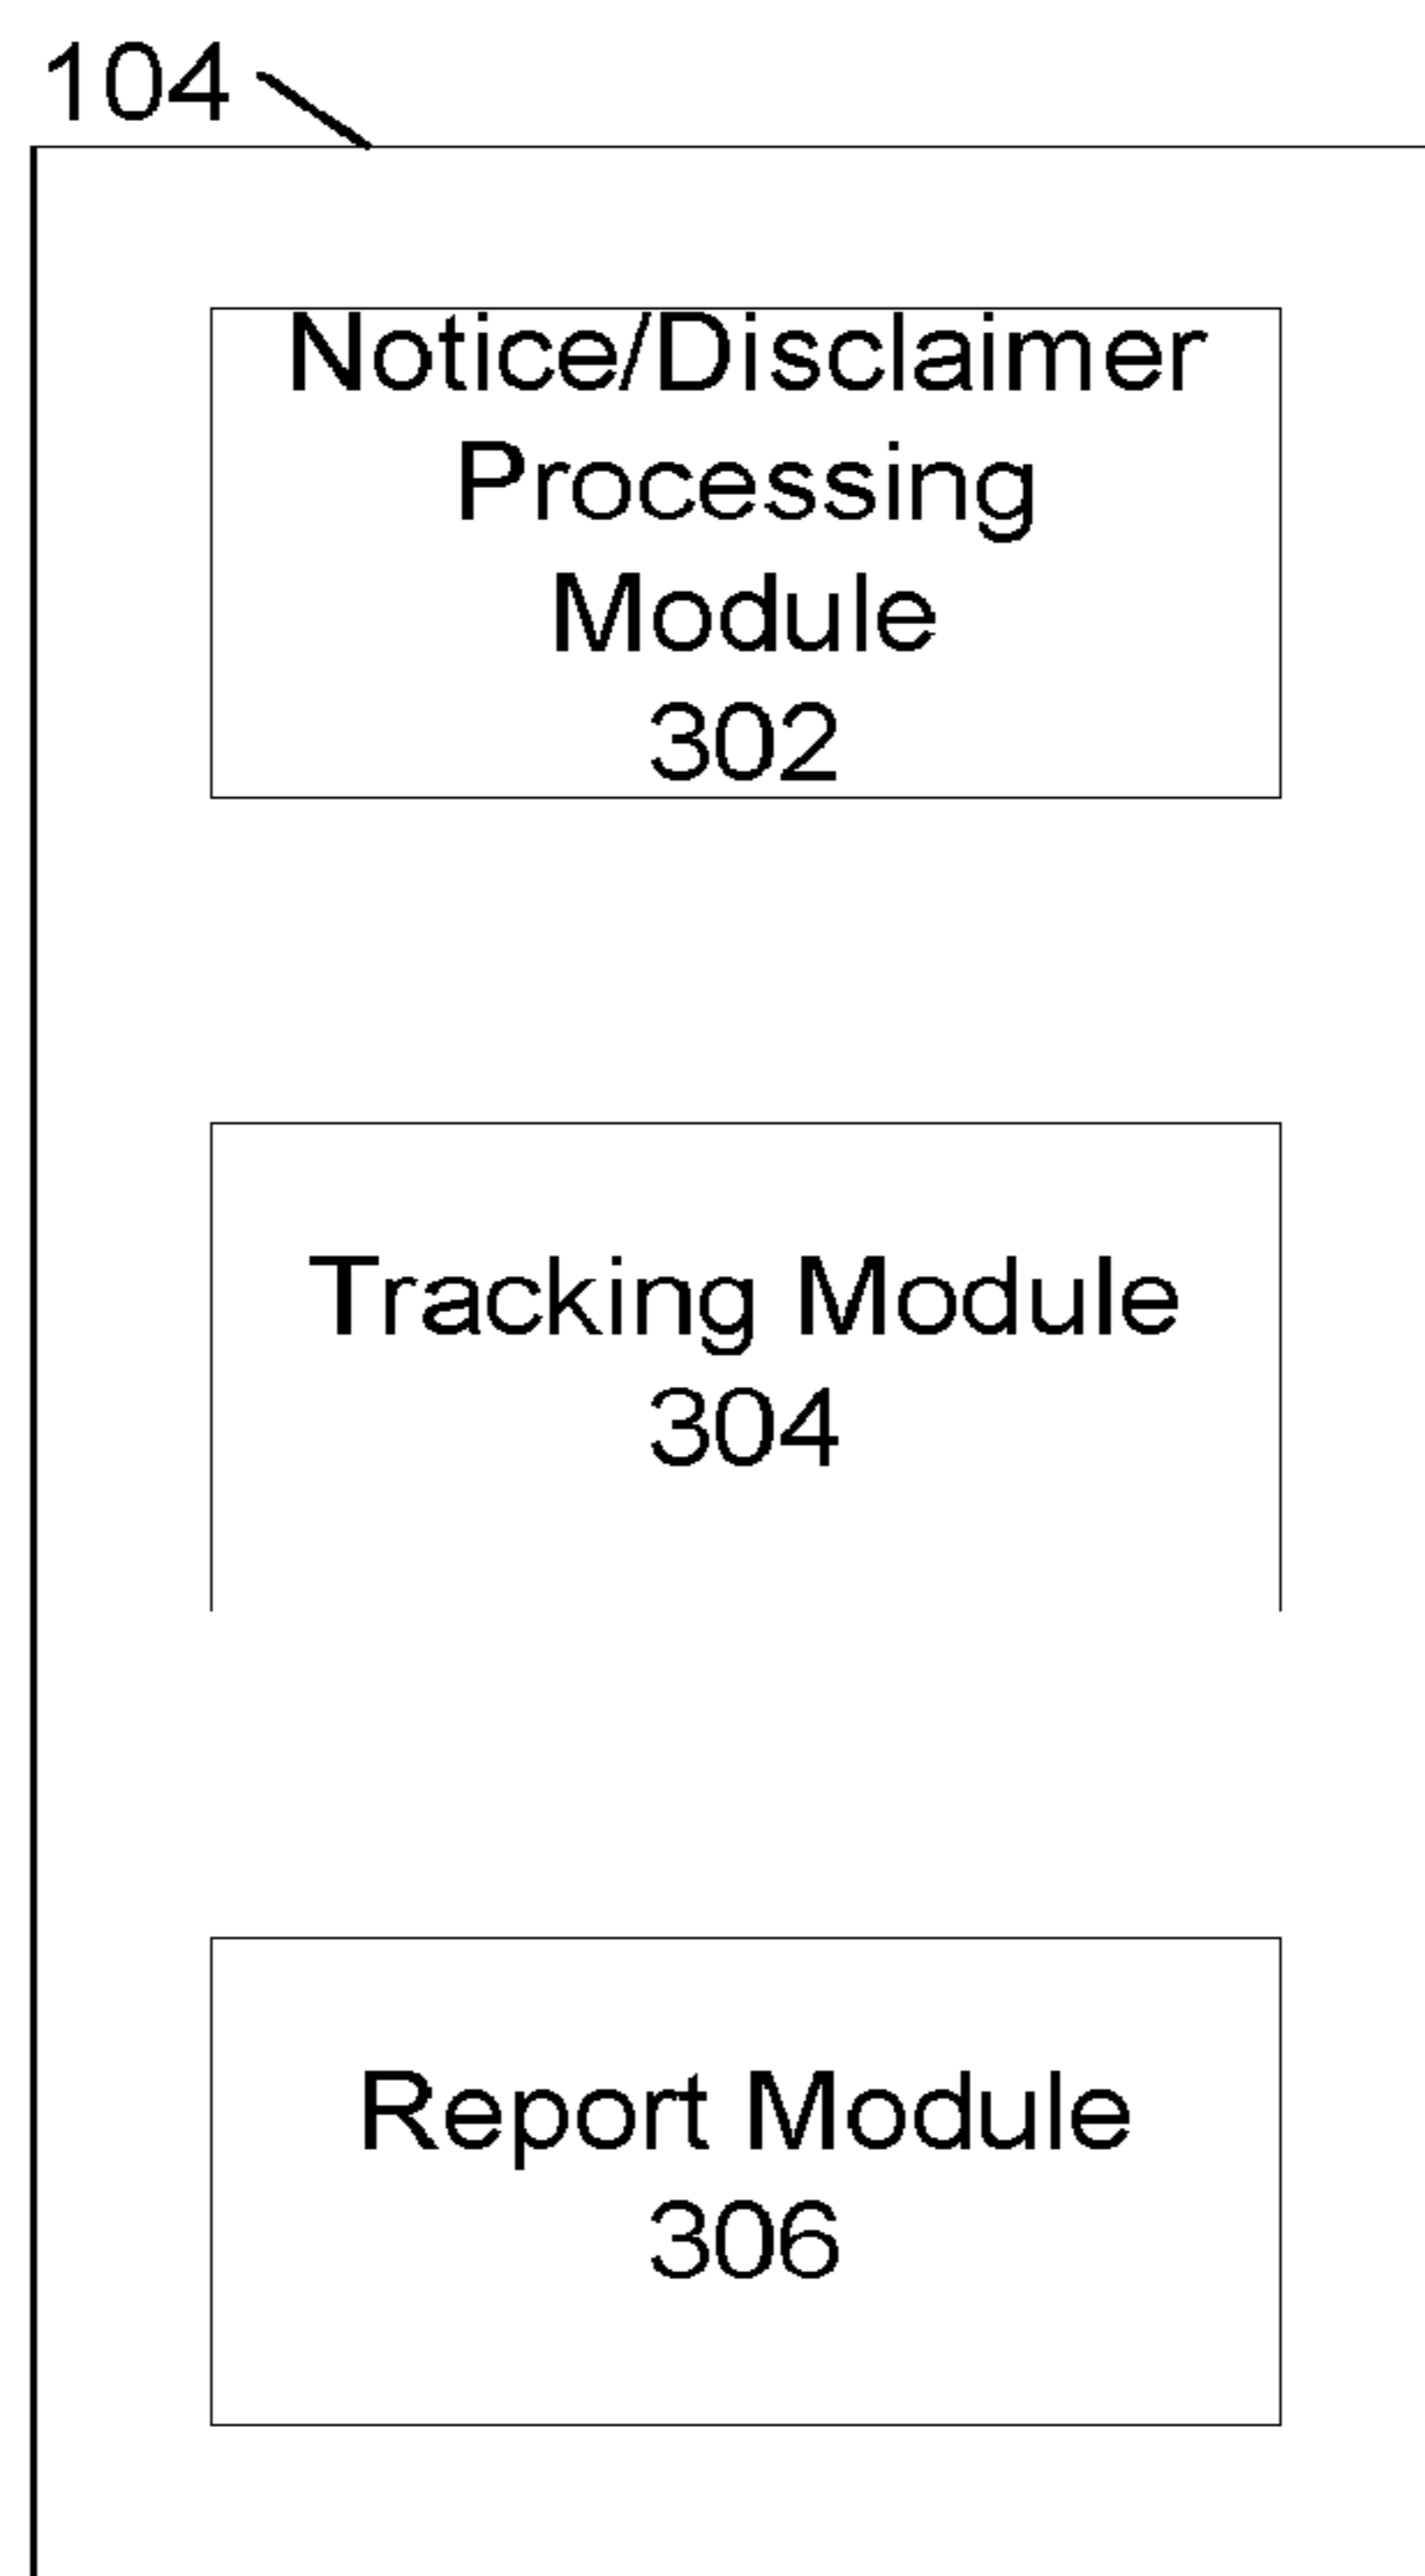 104
Notice/Disclaimer
Processing
Module
302
Tracking Module
304
Report Module
306